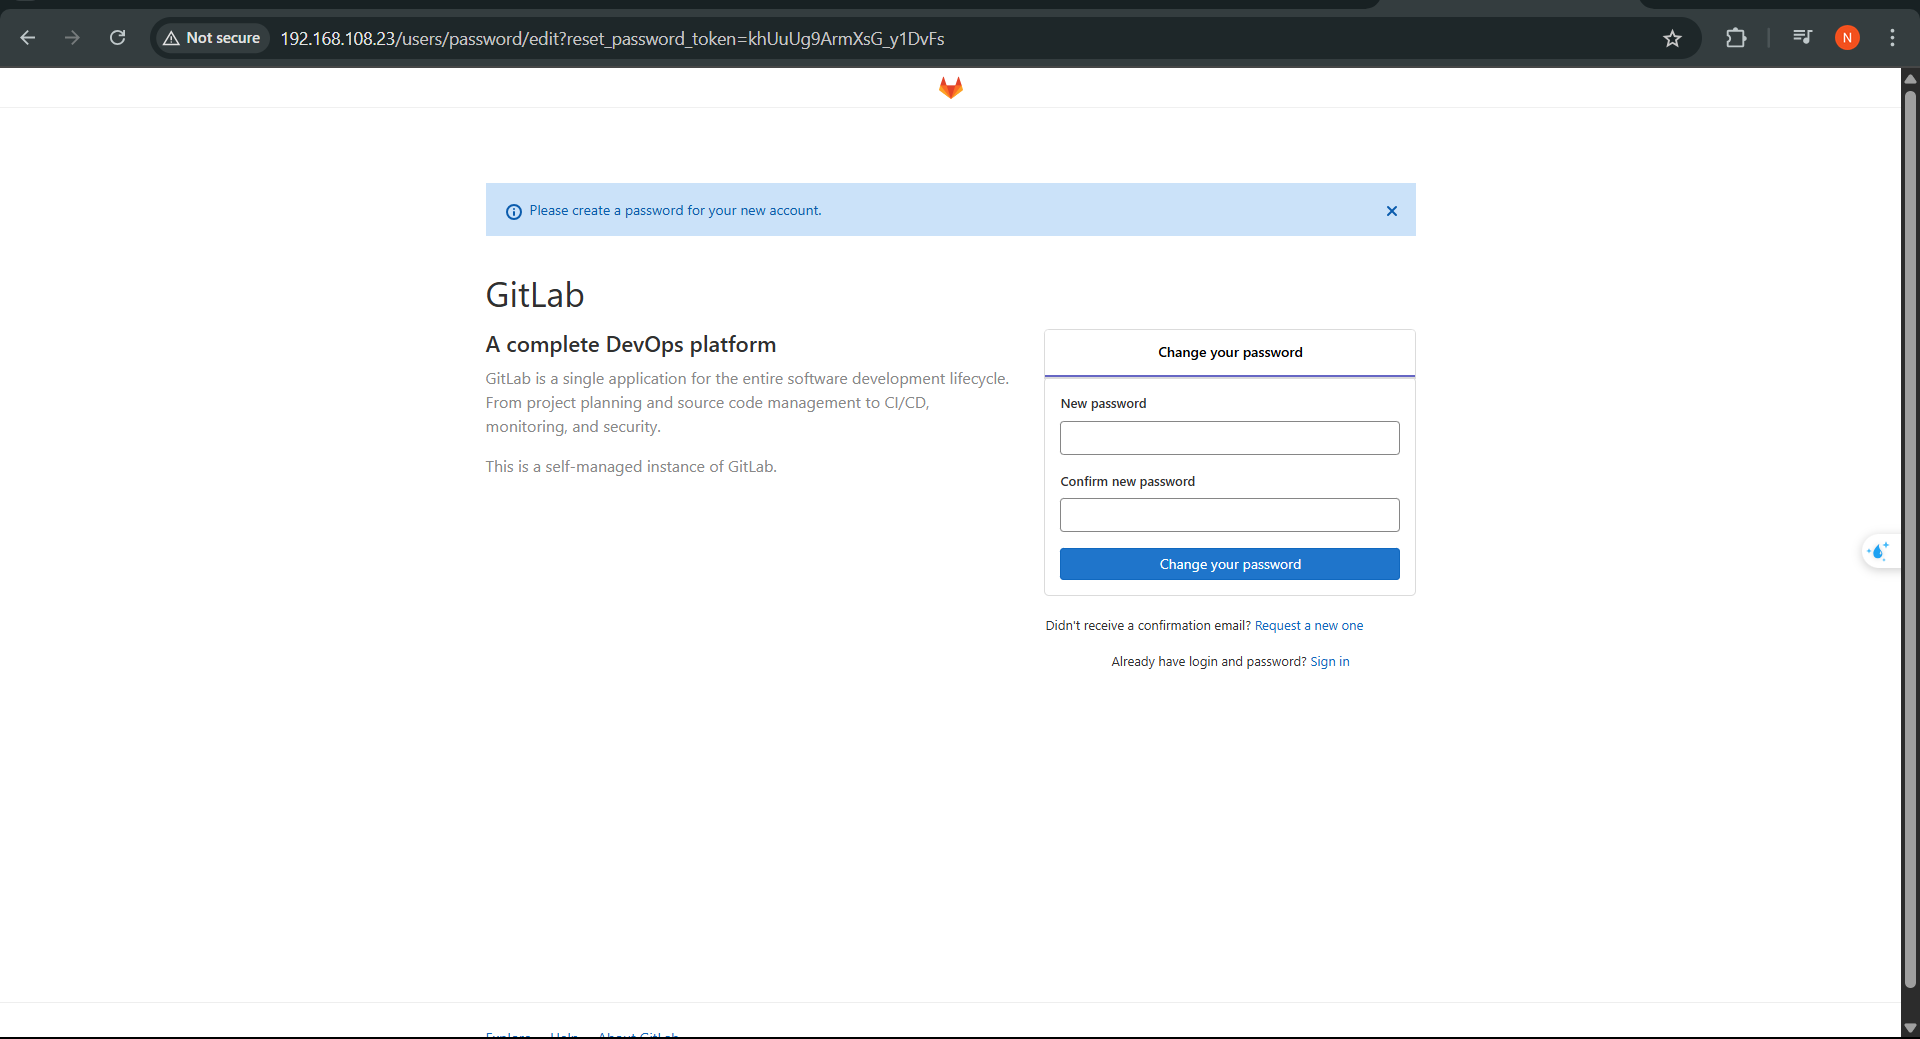 Not secure 192.168.108.23/users/password/edit?reset_password_token=khUuUg9ArmXsG_y1DvFs
N
Please create a password for your new account.
GitLab
A complete DevOps platform
GitLab is a single application for the entire software development lifecycle.
From project planning and source code management to CI/CD,
monitoring, and security.
This is a self-managed instance of GitLab.
Change your password
New password
Confirm new password
Change your password
Didn't receive a confirmation email? Request a new one
Already have login and password? Sign in
Explore Help About GitLab